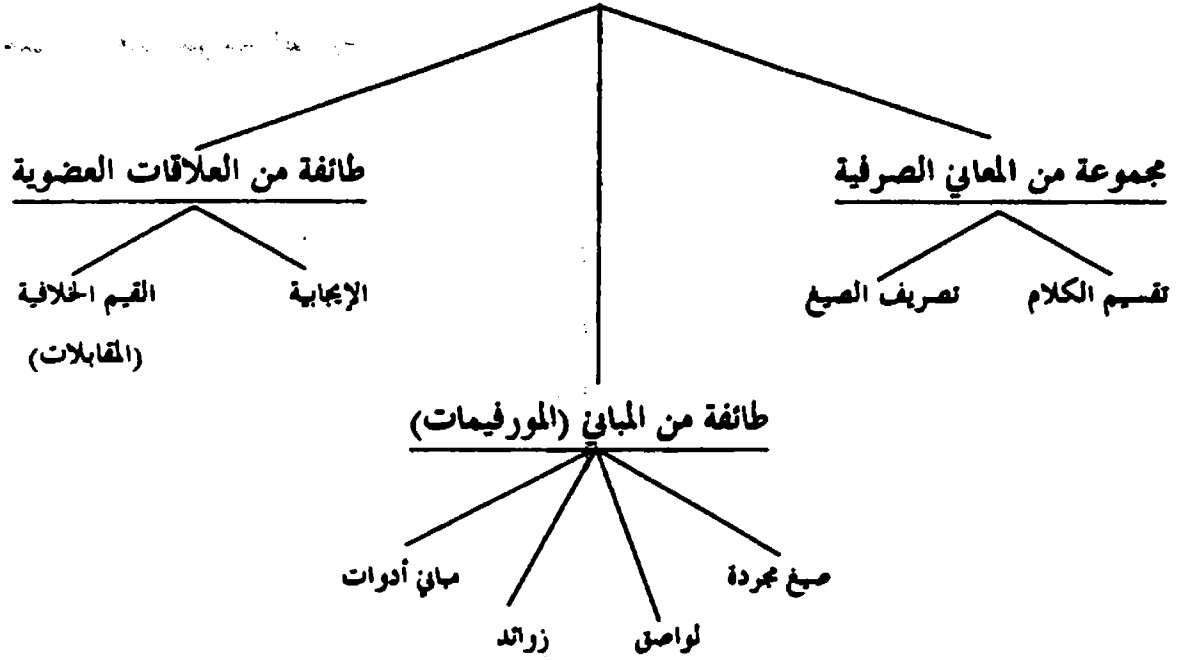 مجموعة من المعاني الصرفية
تقسيم الكلام
تصريف الصيغ
طائفة من العلاقات العضوية
الإيجابية
القيم الخلافية
(المقابلات)
طائفة من المباني (المورفيمات)
صيغ مجردة
لواصق
زوائد
مباني أدوات